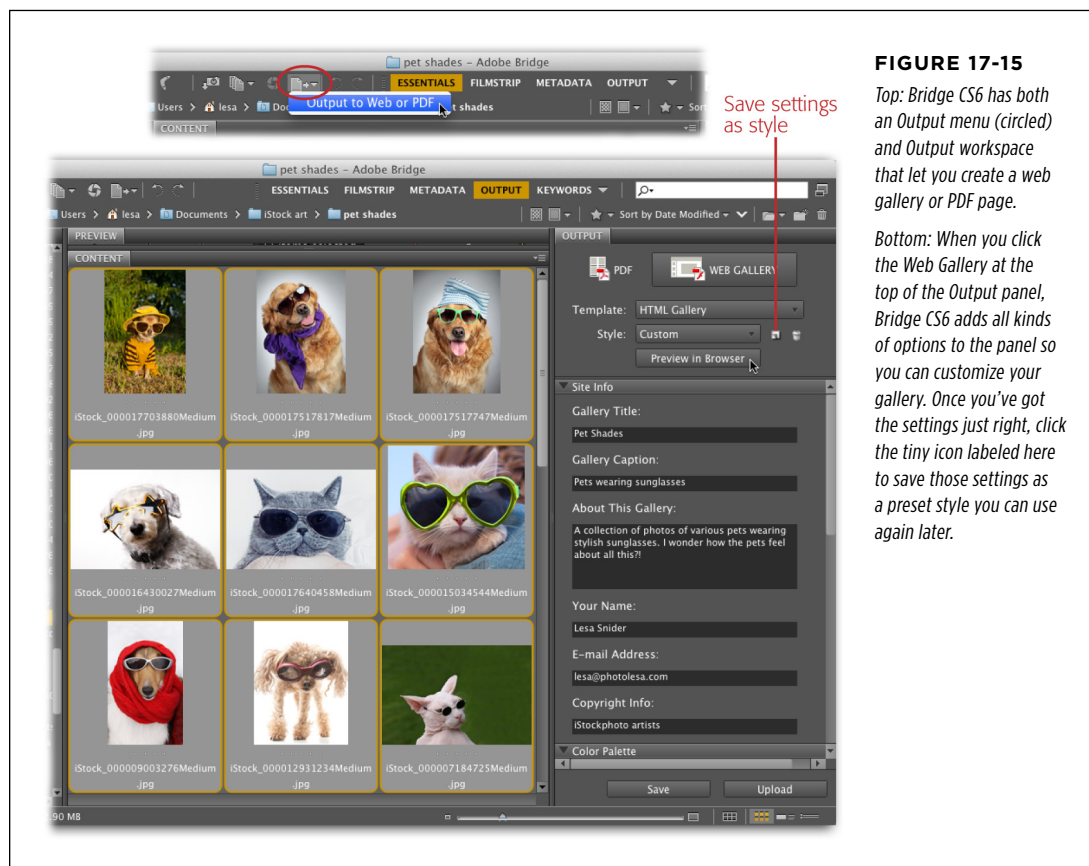 pet shades – Adobe Bridge
ESSENTIALS FILMSTRIP METADATA OUTPUT
Output to Web or PDF
Users > lesa > pet shades
CONTENT
Save settings
as style
pet shades – Adobe Bridge
ESSENTIALS FILMSTRIP METADATA OUTPUT KEYWORDS
Users > lesa > Documents > iStock art > pet shades
Sort by Date Modified
PREVIEW
CONTENT
iStock_000017703880Medium
.jpg
iStock_000017517817Medium
.jpg
iStock_000017517747Medium
.jpg
iStock_000016430027Medium
.jpg
iStock_000017640458Medium
.jpg
iStock_000015034544Medium
.jpg
iStock_000009003276Medium
.jpg
iStock_000012931234Medium
.jpg
iStock_000007184725Medium
.jpg
OUTPUT
PDF
WEB GALLERY
Template: HTML Gallery
Style: Custom
Preview in Browser
Site Info
Gallery Title:
Pet Shades
Gallery Caption:
Pets wearing sunglasses
About This Gallery:
A collection of photos of various pets wearing
stylish sunglasses. I wonder how the pets feel
about all this?!
Your Name:
Lesa Snider
E-mail Address:
lesa@photolesa.com
Copyright Info:
iStockphoto artists
Color Palette
Save Upload
.90 MB
FIGURE 17-15
Top: Bridge CS6 has both
an Output menu (circled)
and Output workspace
that let you create a web
gallery or PDF page.
Bottom: When you click
the Web Gallery at the
top of the Output panel,
Bridge CS6 adds all kinds
of options to the panel so
you can customize your
gallery. Once you've got
the settings just right, click
the tiny icon labeled here
to save those settings as
a preset style you can use
again later.